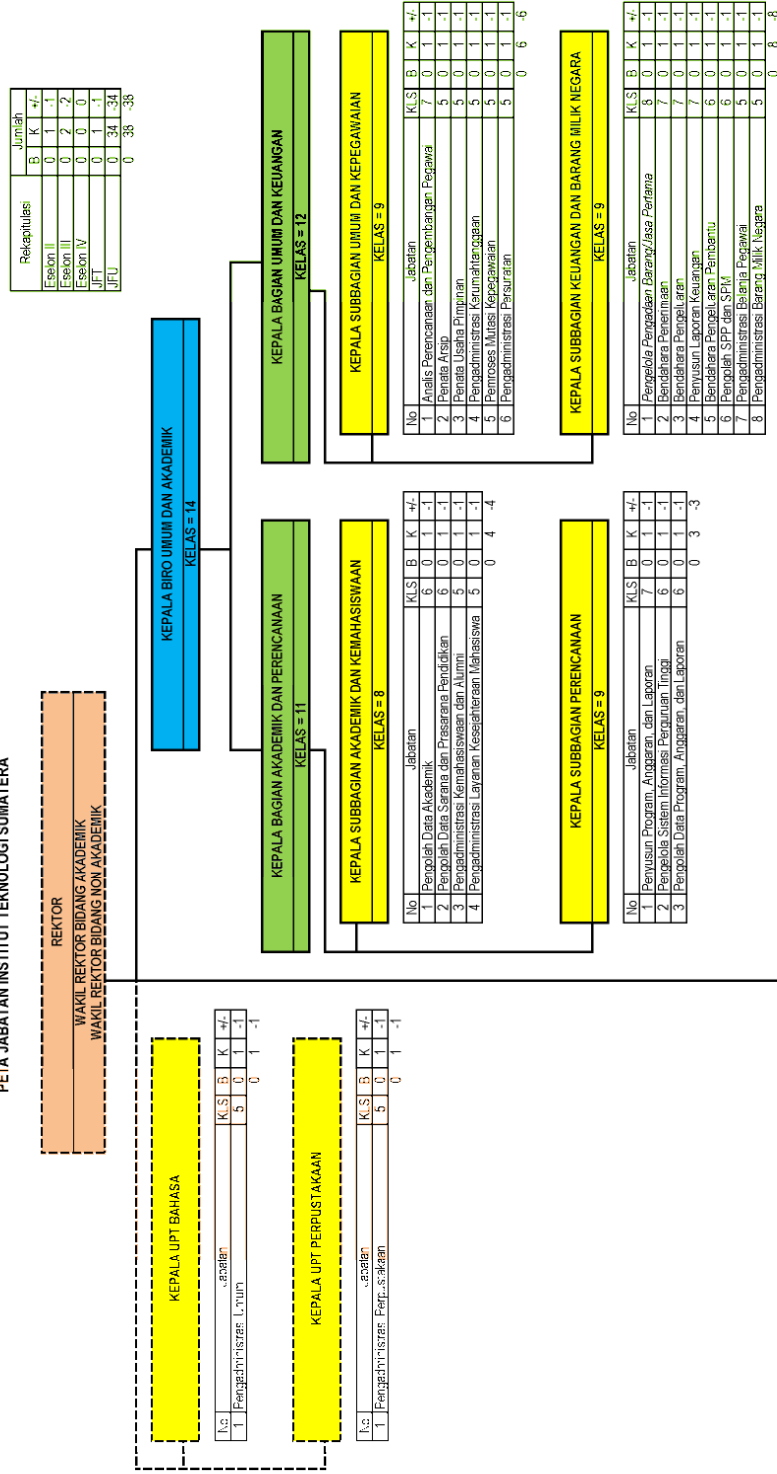 PETA JABATAN INSTITUT TEKNOLOGI SUMATERA
Rekapitulasi Jumlah
B K +/-
Eselon II 0 1 -1
Eselon III 0 2 -2
Eselon IV 0 0 0
JFT 0 1 -1
JFU 0 34 -34
0 38 -38
REKTOR
WAKIL REKTOR BIDANG AKADEMIK
WAKIL REKTOR BIDANG NON AKADEMIK
KEPALA BIRO UMUM DAN AKADEMIK
KELAS = 14
KEPALA UPT BAHASA
No Jabatan KLS B K +/-
1 Pengadministrasi Umum 5 0 1 -1
0 1 -1
KEPALA UPT PERPUSTAKAAN
No Jabatan KLS B K +/-
1 Pengadministrasi Perpustakaan 5 0 1 -1
0 1 -1
KEPALA BAGIAN AKADEMIK DAN PERENCANAAN
KELAS = 11
KEPALA SUBBAGIAN AKADEMIK DAN KEMAHASISWAAN
KELAS = 8
No Jabatan KLS B K +/-
1 Pengolah Data Akademik 6 0 1 -1
2 Pengolah Data Sarana dan Prasarana Pendidikan 6 0 1 -1
3 Pengadministrasi Kemahasiswaan dan Alumni 5 0 1 -1
4 Pengadministrasi Layanan Kesejahteraan Mahasiswa 5 0 1 -1
0 4 -4
KEPALA SUBBAGIAN PERENCANAAN
KELAS = 9
No Jabatan KLS B K +/-
1 Penyusun Program, Anggaran, dan Laporan 7 0 1 -1
2 Pengelola Sistem Informasi Perguruan Tinggi 6 0 1 -1
3 Pengolah Data Program, Anggaran, dan Laporan 6 0 1 -1
0 3 -3
KEPALA BAGIAN UMUM DAN KEUANGAN
KELAS = 12
KEPALA SUBBAGIAN UMUM DAN KEPEGAWAIAN
KELAS = 9
No Jabatan KLS B K +/-
1 Analis Perencanaan dan Pengembangan Pegawai 7 0 1 -1
2 Penata Arsip 5 0 1 -1
3 Penata Usaha Pimpinan 5 0 1 -1
4 Pengadministrasi Kerumahtanggaan 5 0 1 -1
5 Pemroses Mutasi Kepegawaian 5 0 1 -1
6 Pengadministrasi Persuratan 5 0 1 -1
0 6 -6
KEPALA SUBBAGIAN KEUANGAN DAN BARANG MILIK NEGARA
KELAS = 9
No Jabatan KLS B K +/-
1 Pengelola Pengadaan Barang/Jasa Pertama 8 0 1 -1
2 Bendahara Penerimaan 7 0 1 -1
3 Bendahara Pengeluaran 7 0 1 -1
4 Penyusun Laporan Keuangan 7 0 1 -1
5 Bendahara Pengeluaran Pembantu 6 0 1 -1
6 Pengolah SPP dan SPM 6 0 1 -1
7 Pengadministrasi Belanja Pegawai 5 0 1 -1
8 Pengadministrasi Barang Milik Negara 5 0 1 -1
0 8 -8